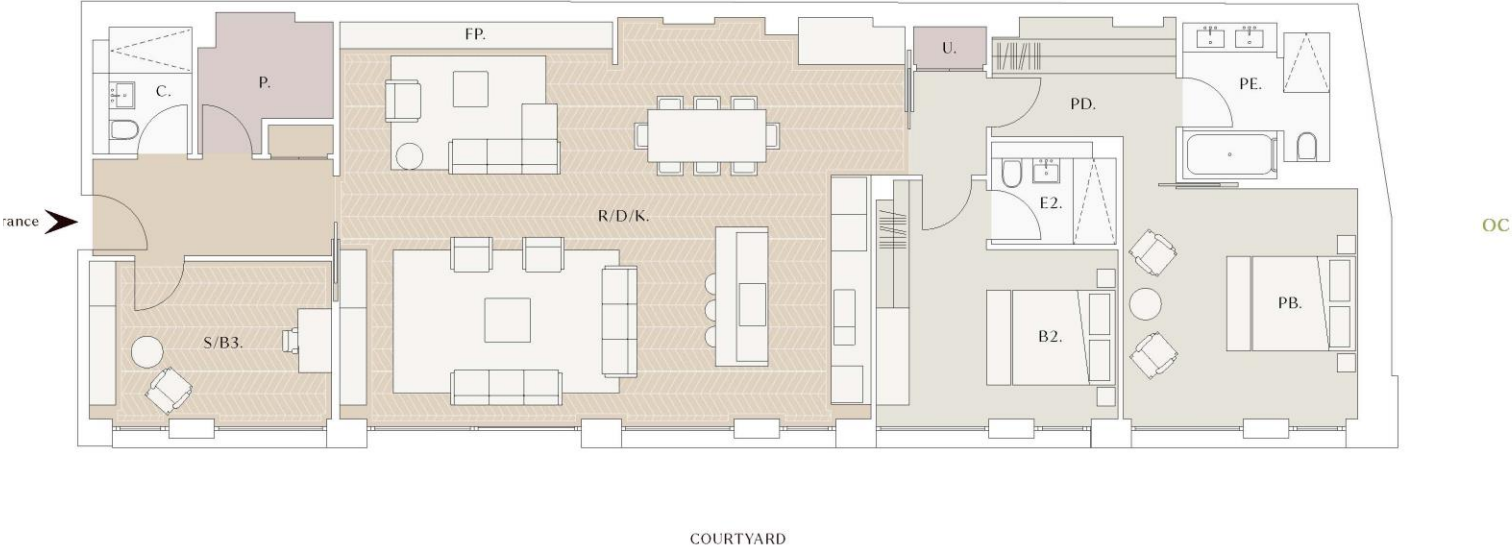 FP.
U.
P.
C.
PE.
PD.
E2.
R/D/K.
rance
OC
PB.
B2.
S/B3.
COURTYARD